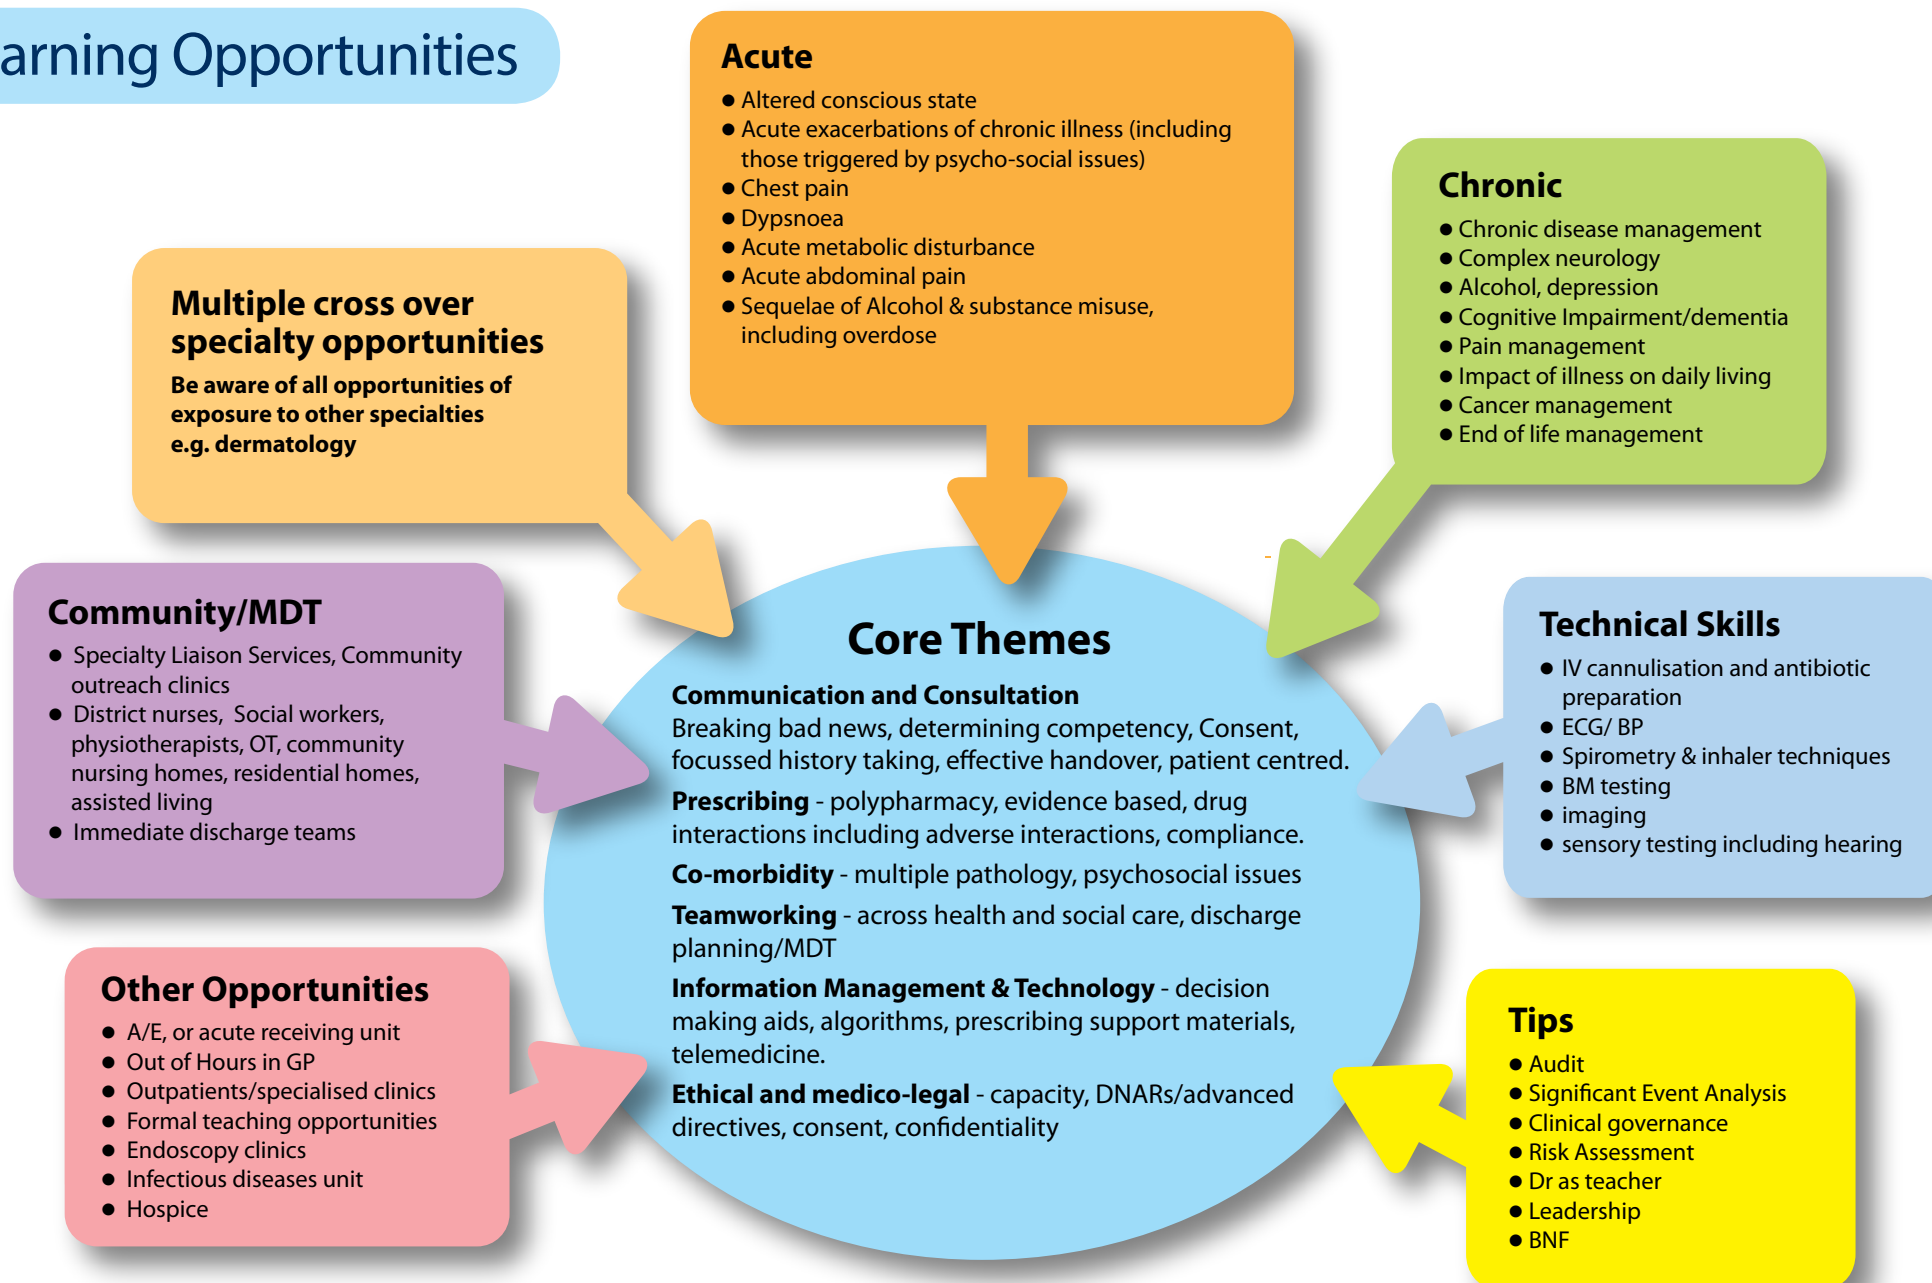 arning Opportunities
Acute
● Altered conscious state
● Acute exacerbations of chronic illness (including
those triggered by psycho-social issues)
● Chest pain
● Dypsnoea
● Acute metabolic disturbance
● Acute abdominal pain
● Sequelae of Alcohol & substance misuse,
including overdose
Chronic
● Chronic disease management
● Complex neurology
● Alcohol, depression
● Cognitive Impairment/dementia
● Pain management
● Impact of illness on daily living
● Cancer management
● End of life management
Multiple cross over
specialty opportunities
Be aware of all opportunities of
exposure to other specialties
e.g. dermatology
Community/MDT
● Specialty Liaison Services, Community
outreach clinics
● District nurses, Social workers,
physiotherapists, OT, community
nursing homes, residential homes,
assisted living
● Immediate discharge teams
Core Themes
Communication and Consultation
Breaking bad news, determining competency, Consent,
focussed history taking, effective handover, patient centred.
Prescribing - polypharmacy, evidence based, drug
interactions including adverse interactions, compliance.
Co-morbidity - multiple pathology, psychosocial issues
Teamworking - across health and social care, discharge
planning/MDT
Information Management & Technology - decision
making aids, algorithms, prescribing support materials,
telemedicine.
Ethical and medico-legal - capacity, DNARs/advanced
directives, consent, confidentiality
Technical Skills
● IV cannulisation and antibiotic
preparation
● ECG/ BP
● Spirometry & inhaler techniques
● BM testing
● imaging
● sensory testing including hearing
Other Opportunities
● A/E, or acute receiving unit
● Out of Hours in GP
● Outpatients/specialised clinics
● Formal teaching opportunities
● Endoscopy clinics
● Infectious diseases unit
● Hospice
Tips
● Audit
● Significant Event Analysis
● Clinical governance
● Risk Assessment
● Dr as teacher
● Leadership
● BNF